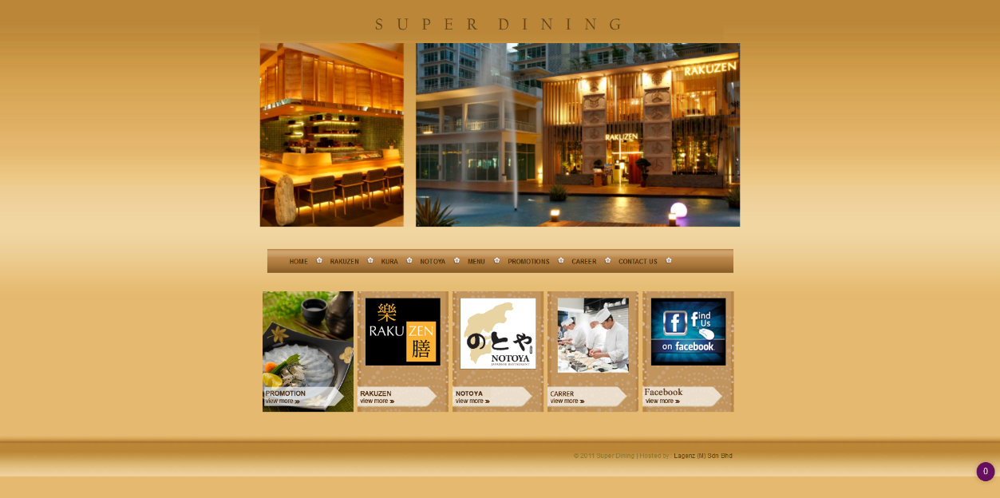 SUPER DINING
RAKUZEN
RAKUZEN
HOME RAKUZEN KURA NOTOYA MENU PROMOTIONS CAREER CONTACT US
樂
RAKU ZEN
膳
のとや
NOTOYA
JAPANESE RESTAURANT
find
us
on facebook
PROMOTION
view more »
RAKUZEN
view more »
NOTOYA
view more »
CARRER
view more »
Facebook
view more »
© 2011 Super Dining | Hosted by : Lagenz (M) Sdn Bhd
0